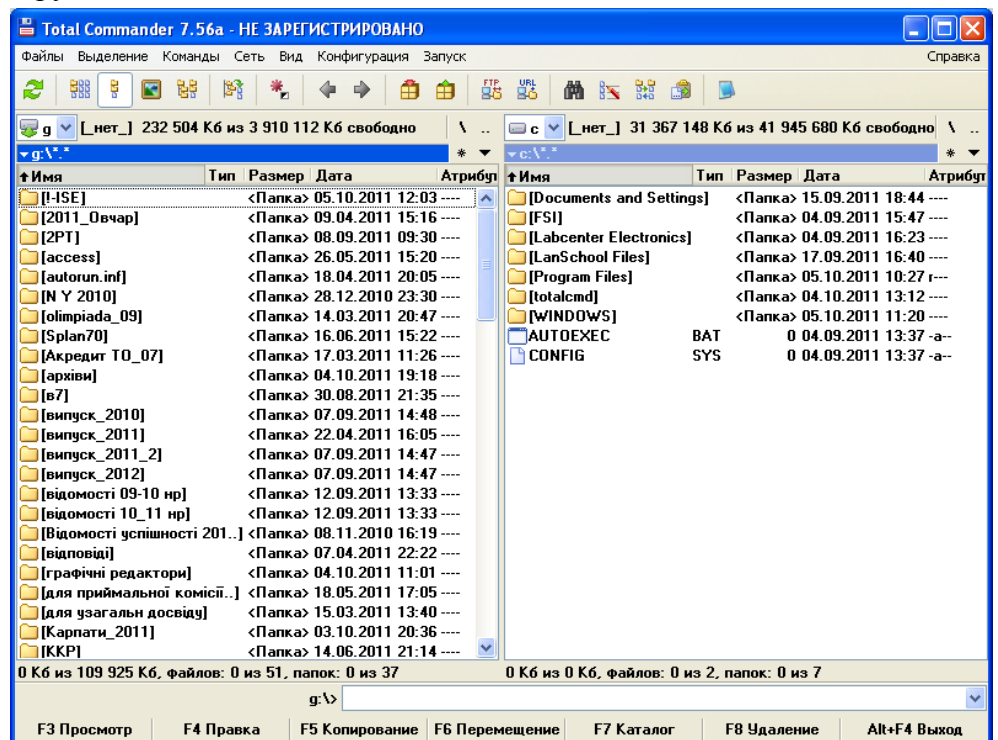 Total Commander 7.56a - НЕ ЗАРЕГИСТРИРОВАНО
Файлы Выделение Команды Сеть Вид Конфигурация Запуск Справка
FTP URL
g [_нет_] 232 504 Кб из 3 910 112 Кб свободно \ ..
g:\*.* * ▼
↑Имя Тип Размер Дата Атрибут
[!-ISE] <Папка> 05.10.2011 12:03 ----
[2011_Овчар] <Папка> 09.04.2011 15:16 ----
[2PT] <Папка> 08.09.2011 09:30 ----
[access] <Папка> 26.05.2011 15:20 ----
[autorun.inf] <Папка> 18.04.2011 20:05 ----
[N Y 2010] <Папка> 28.12.2010 23:30 ----
[olimpiada_09] <Папка> 14.03.2011 20:47 ----
[Splan70] <Папка> 16.06.2011 15:22 ----
[Акредит ТО_07] <Папка> 17.03.2011 11:26 ----
[архіви] <Папка> 04.10.2011 19:18 ----
[в7] <Папка> 30.08.2011 21:35 ----
[випуск_2010] <Папка> 07.09.2011 14:48 ----
[випуск_2011] <Папка> 22.04.2011 16:05 ----
[випуск_2011_2] <Папка> 07.09.2011 14:47 ----
[випуск_2012] <Папка> 07.09.2011 14:47 ----
[відомості 09-10 нр] <Папка> 12.09.2011 13:33 ----
[відомості 10_11 нр] <Папка> 12.09.2011 13:33 ----
[Відомості успішності 201..] <Папка> 08.11.2010 16:19 ----
[відповіді] <Папка> 07.04.2011 22:22 ----
[графічні редактори] <Папка> 04.10.2011 11:01 ----
[для приймальної комісії..] <Папка> 18.05.2011 17:05 ----
[для узагальн досвіду] <Папка> 15.03.2011 13:40 ----
[Карпати_2011] <Папка> 03.10.2011 20:36 ----
[ККР] <Папка> 14.06.2011 21:14 ----
0 Кб из 109 925 Кб, файлов: 0 из 51, папок: 0 из 37
c [_нет_] 31 367 148 Кб из 41 945 680 Кб свободно \ ..
c:\*.* * ▼
↑Имя Тип Размер Дата Атрибут
[Documents and Settings] <Папка> 15.09.2011 18:44 ----
[FSI] <Папка> 04.09.2011 15:47 ----
[Labcenter Electronics] <Папка> 04.09.2011 16:23 ----
[LanSchool Files] <Папка> 17.09.2011 16:40 ----
[Program Files] <Папка> 05.10.2011 10:27 r---
[totalcmd] <Папка> 04.10.2011 13:12 ----
[WINDOWS] <Папка> 05.10.2011 11:20 ----
AUTOEXEC BAT 0 04.09.2011 13:37 -a--
CONFIG SYS 0 04.09.2011 13:37 -a--
0 Кб из 0 Кб, файлов: 0 из 2, папок: 0 из 7
g:\>
F3 Просмотр F4 Правка F5 Копирование F6 Перемещение F7 Каталог F8 Удаление Alt+F4 Выход